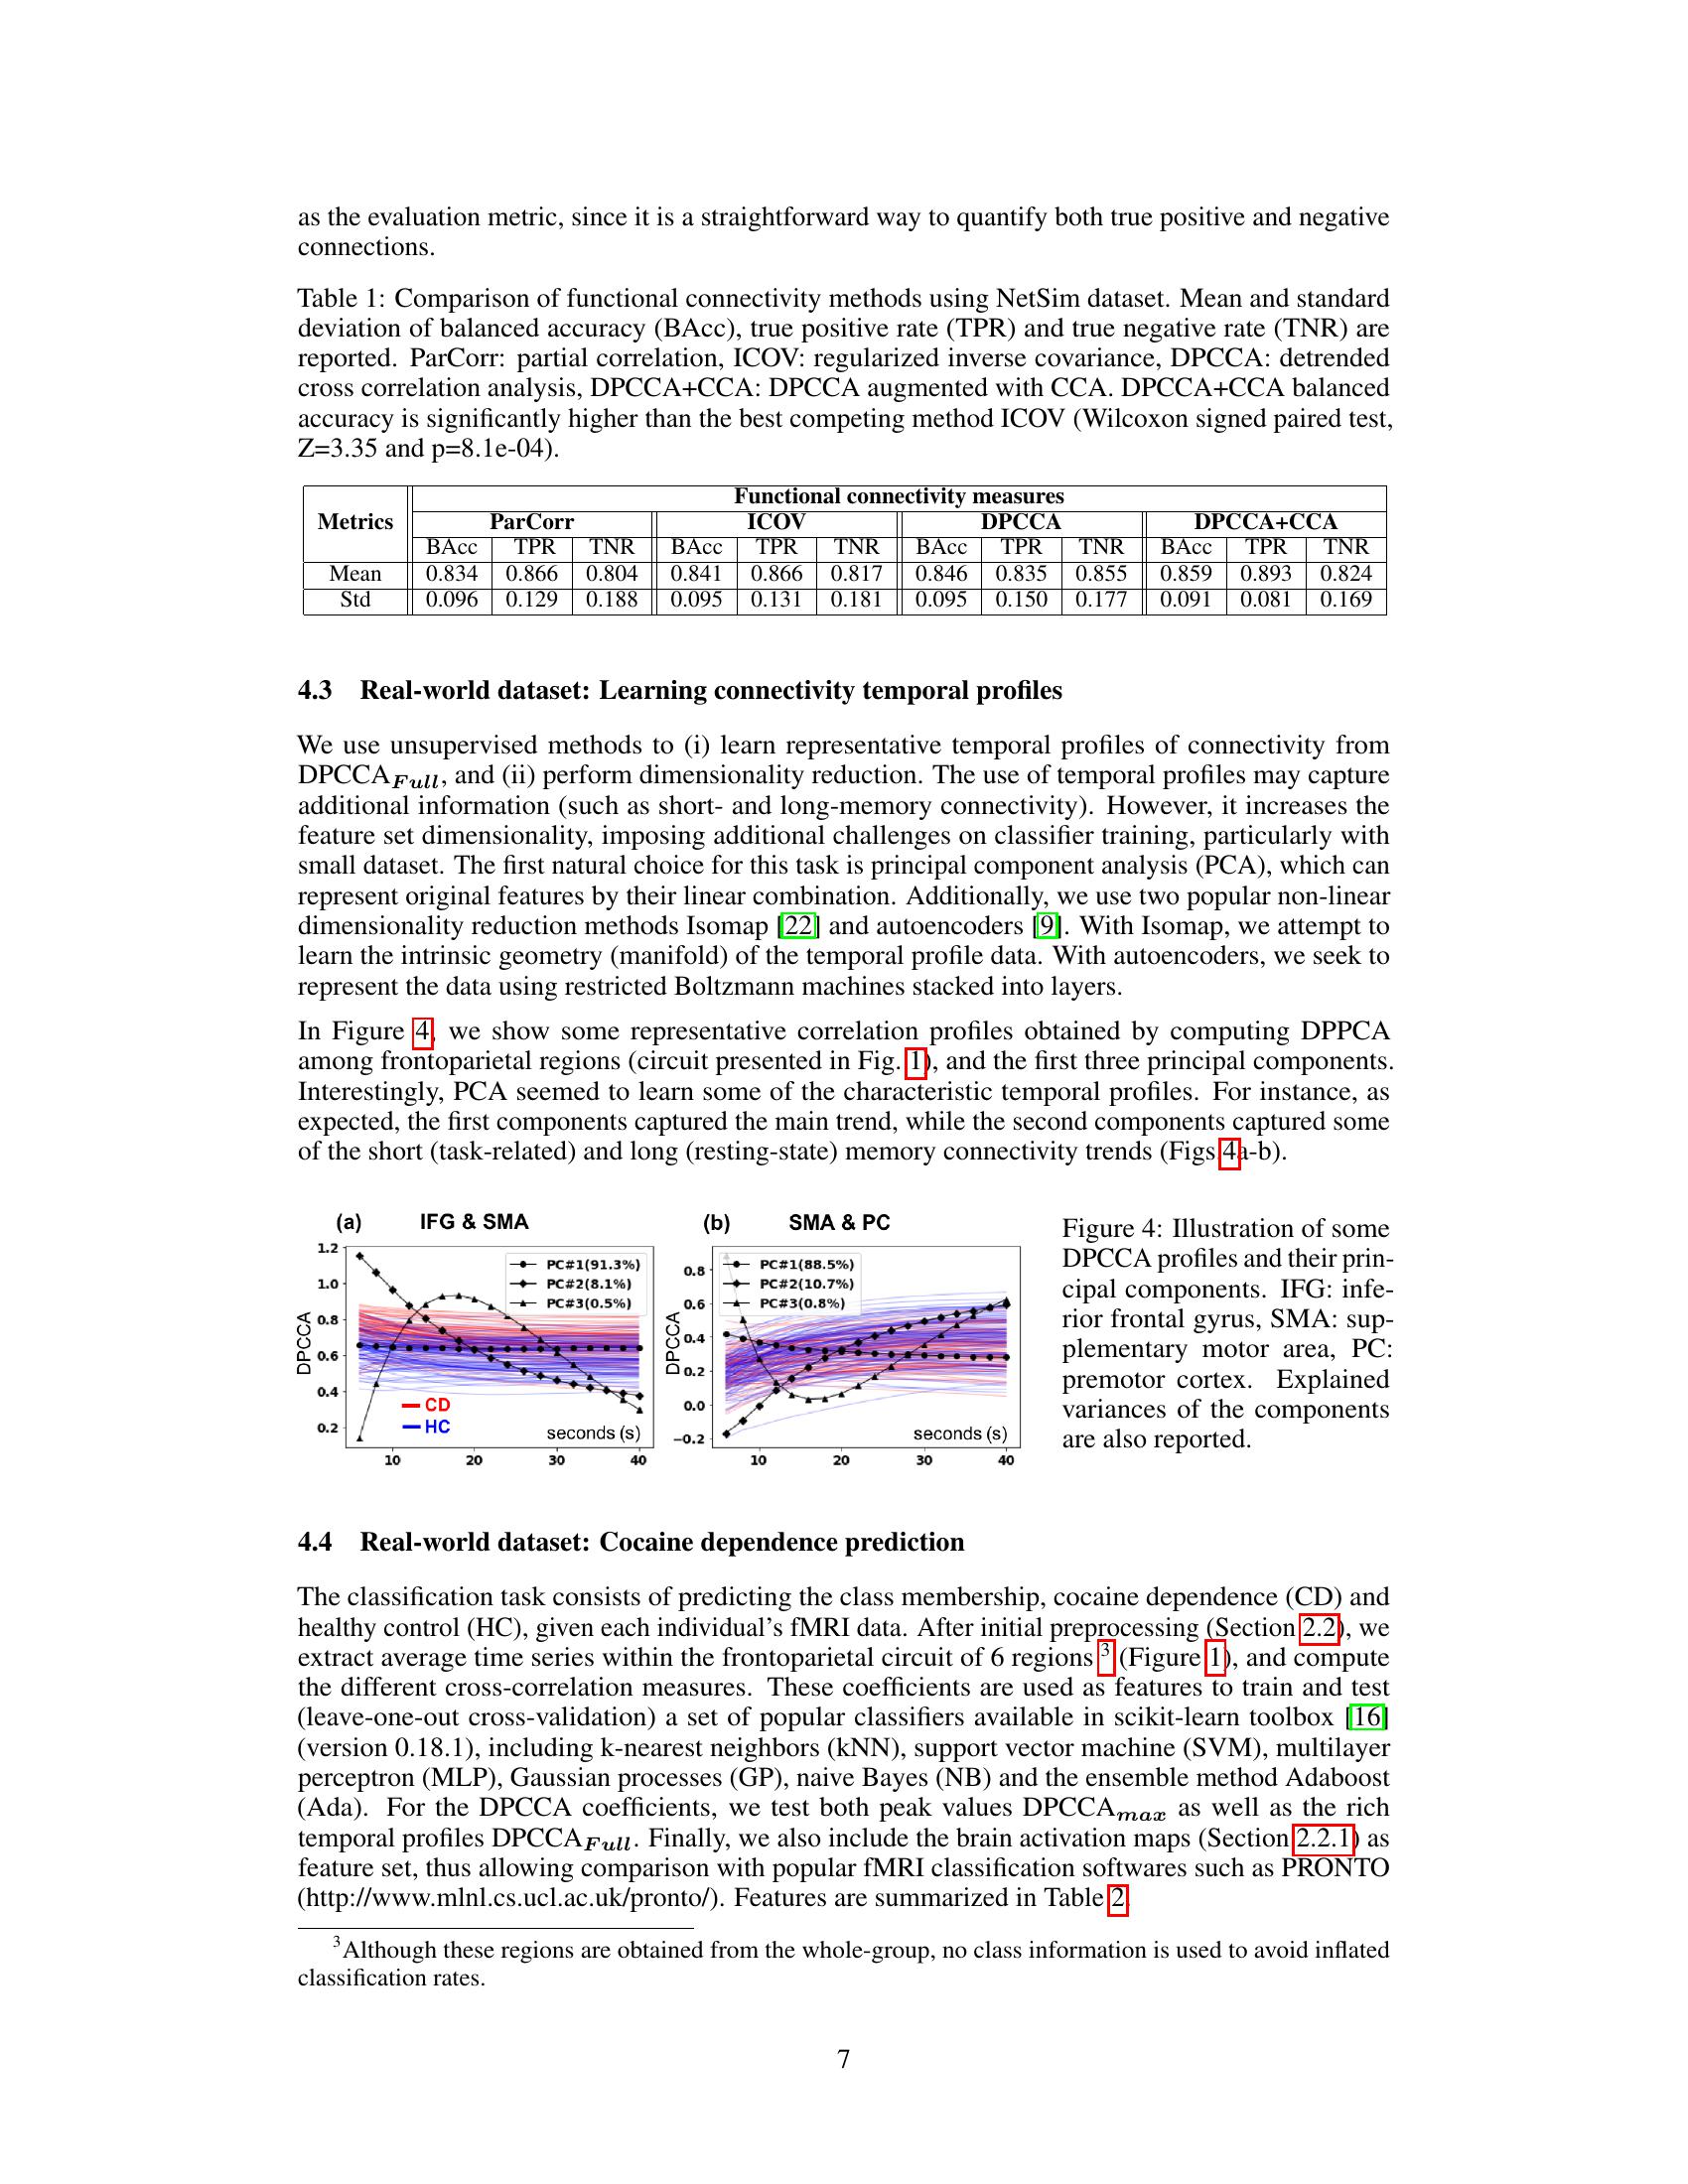 as the evaluation metric, since it is a straightforward way to quantify both true positive and negative
connections.
Table 1: Comparison of functional connectivity methods using NetSim dataset. Mean and standard
deviation of balanced accuracy (BAcc), true positive rate (TPR) and true negative rate (TNR) are
reported. ParCorr: partial correlation, ICOV: regularized inverse covariance, DPCCA: detrended
cross correlation analysis, DPCCA+CCA: DPCCA augmented with CCA. DPCCA+CCA balanced
accuracy is significantly higher than the best competing method ICOV (Wilcoxon signed paired test,
Z=3.35 and p=8.1e-04).
Metrics Functional connectivity measures
ParCorr ICOV DPCCA DPCCA+CCA
BAcc TPR TNR BAcc TPR TNR BAcc TPR TNR BAcc TPR TNR
Mean 0.834 0.866 0.804 0.841 0.866 0.817 0.846 0.835 0.855 0.859 0.893 0.824
Std 0.096 0.129 0.188 0.095 0.131 0.181 0.095 0.150 0.177 0.091 0.081 0.169
4.3 Real-world dataset: Learning connectivity temporal profiles
We use unsupervised methods to (i) learn representative temporal profiles of connectivity from
DPCCA_Full, and (ii) perform dimensionality reduction. The use of temporal profiles may capture
additional information (such as short- and long-memory connectivity). However, it increases the
feature set dimensionality, imposing additional challenges on classifier training, particularly with
small dataset. The first natural choice for this task is principal component analysis (PCA), which can
represent original features by their linear combination. Additionally, we use two popular non-linear
dimensionality reduction methods Isomap [22] and autoencoders [9]. With Isomap, we attempt to
learn the intrinsic geometry (manifold) of the temporal profile data. With autoencoders, we seek to
represent the data using restricted Boltzmann machines stacked into layers.
In Figure 4, we show some representative correlation profiles obtained by computing DPPCA
among frontoparietal regions (circuit presented in Fig. 1), and the first three principal components.
Interestingly, PCA seemed to learn some of the characteristic temporal profiles. For instance, as
expected, the first components captured the main trend, while the second components captured some
of the short (task-related) and long (resting-state) memory connectivity trends (Figs.4a-b).
(a) IFG & SMA
1.2
1.0
0.8
0.6
0.4
0.2
DPCCA
PC#1(91.3%)
PC#2(8.1%)
PC#3(0.5%)
CD
HC
seconds (s)
10 20 30 40
(b) SMA & PC
0.8
0.6
0.4
0.2
0.0
−0.2
DPCCA
PC#1(88.5%)
PC#2(10.7%)
PC#3(0.8%)
seconds (s)
10 20 30 40
Figure 4: Illustration of some
DPCCA profiles and their prin-
cipal components. IFG: infe-
rior frontal gyrus, SMA: sup-
plementary motor area, PC:
premotor cortex. Explained
variances of the components
are also reported.
4.4 Real-world dataset: Cocaine dependence prediction
The classification task consists of predicting the class membership, cocaine dependence (CD) and
healthy control (HC), given each individual's fMRI data. After initial preprocessing (Section 2.2), we
extract average time series within the frontoparietal circuit of 6 regions 3 (Figure 1), and compute
the different cross-correlation measures. These coefficients are used as features to train and test
(leave-one-out cross-validation) a set of popular classifiers available in scikit-learn toolbox [16]
(version 0.18.1), including k-nearest neighbors (kNN), support vector machine (SVM), multilayer
perceptron (MLP), Gaussian processes (GP), naive Bayes (NB) and the ensemble method Adaboost
(Ada). For the DPCCA coefficients, we test both peak values DPCCA_max as well as the rich
temporal profiles DPCCA_Full. Finally, we also include the brain activation maps (Section 2.2.1) as
feature set, thus allowing comparison with popular fMRI classification softwares such as PRONTO
(http://www.mlnl.cs.ucl.ac.uk/pronto/). Features are summarized in Table 2.
3Although these regions are obtained from the whole-group, no class information is used to avoid inflated
classification rates.
7